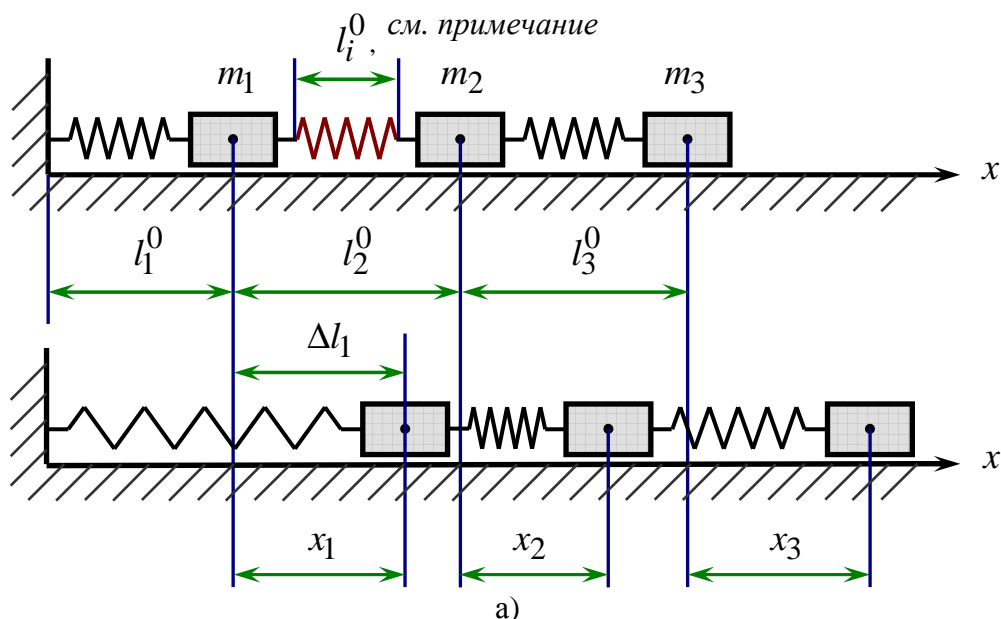 l_i^0, см. примечание
m_1 m_2 m_3
x
l_1^0 l_2^0 l_3^0
Δl_1
x
x_1 x_2 x_3
а)